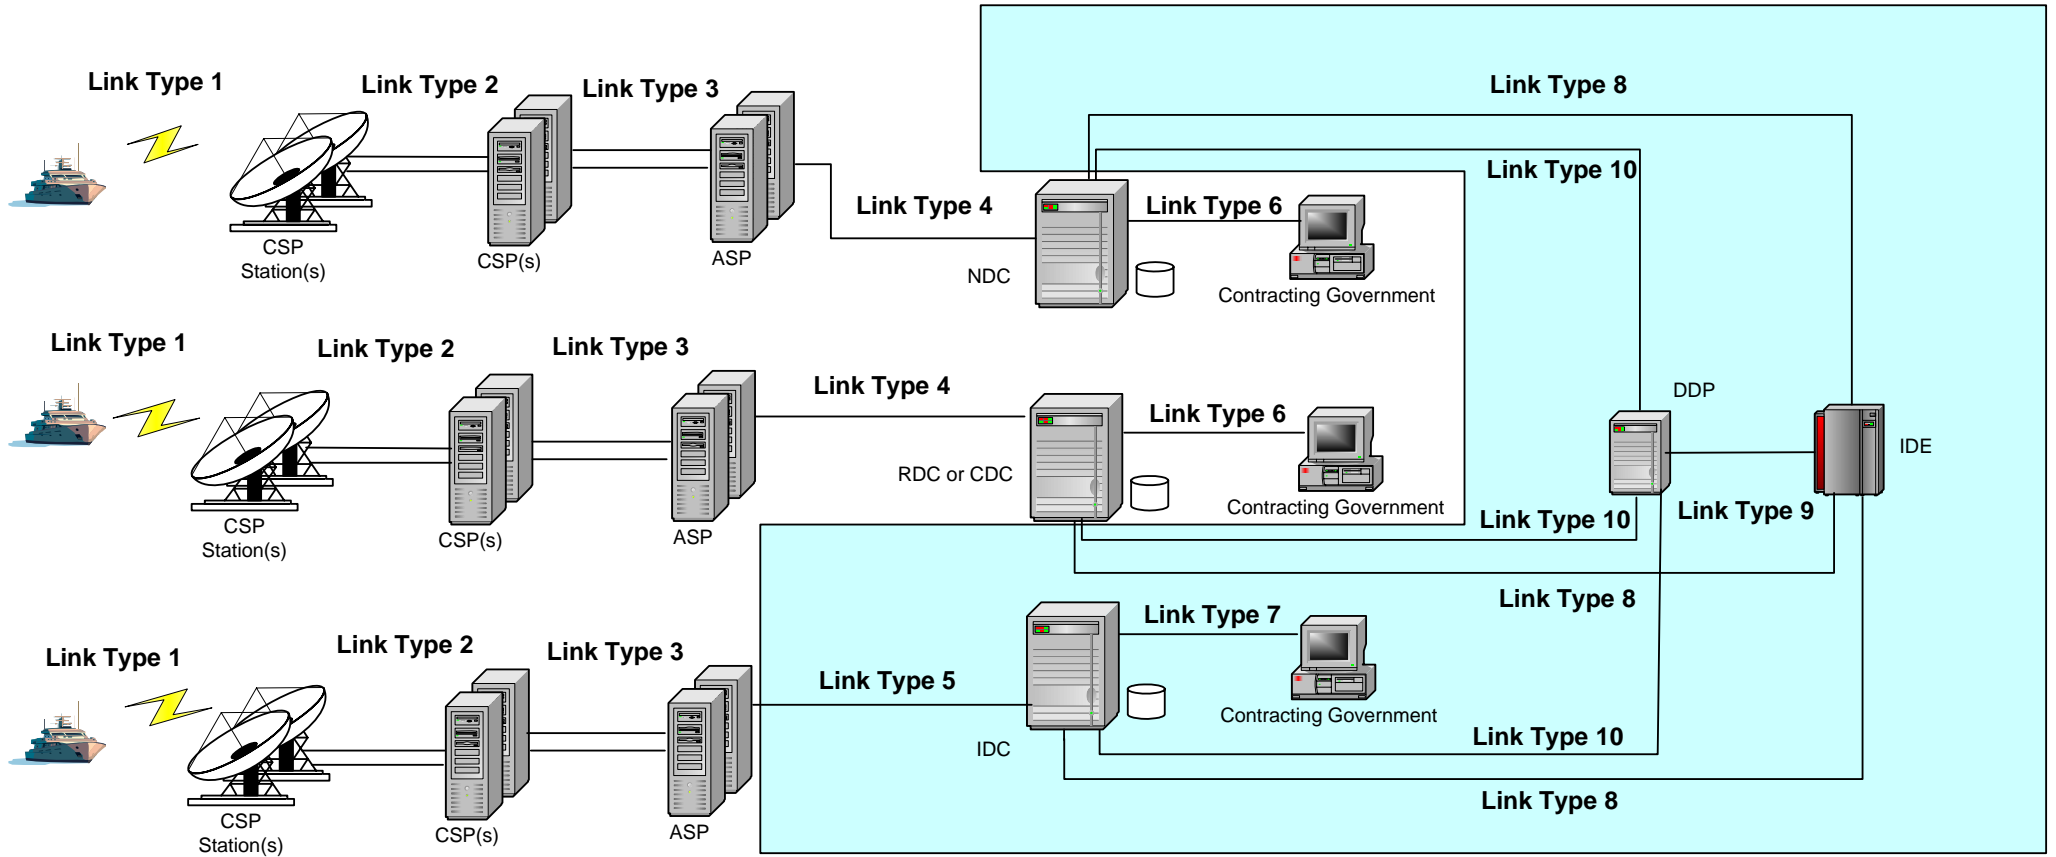 Link Type 1
Link Type 2
Link Type 3
Link Type 8
Link Type 10
Link Type 4
Link Type 6
CSP
Station(s)
CSP(s)
ASP
NDC
Contracting Government
Link Type 1
Link Type 2
Link Type 3
Link Type 4
Link Type 6
DDP
IDE
RDC or CDC
CSP
Station(s)
CSP(s)
ASP
Contracting Government
Link Type 10
Link Type 9
Link Type 8
Link Type 1
Link Type 2
Link Type 3
Link Type 5
Link Type 7
IDC
Contracting Government
Link Type 10
Link Type 8
CSP
Station(s)
CSP(s)
ASP